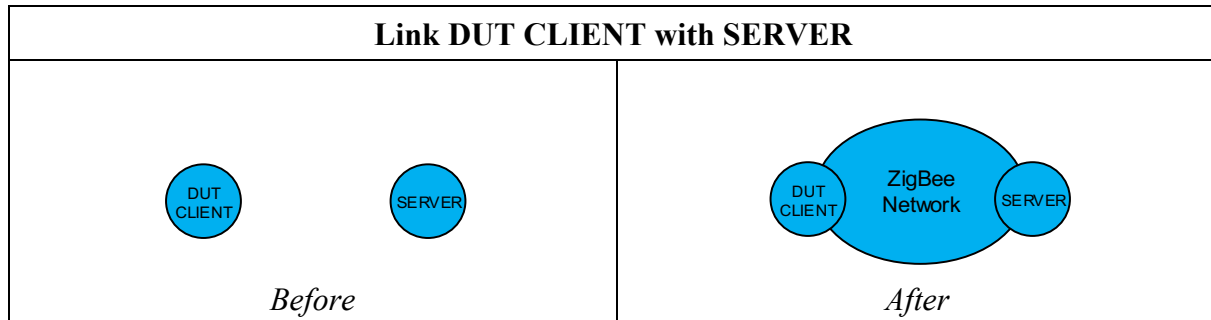 Link DUT CLIENT with SERVER
DUT
CLIENT
SERVER
Before
DUT
CLIENT
ZigBee
Network
SERVER
After